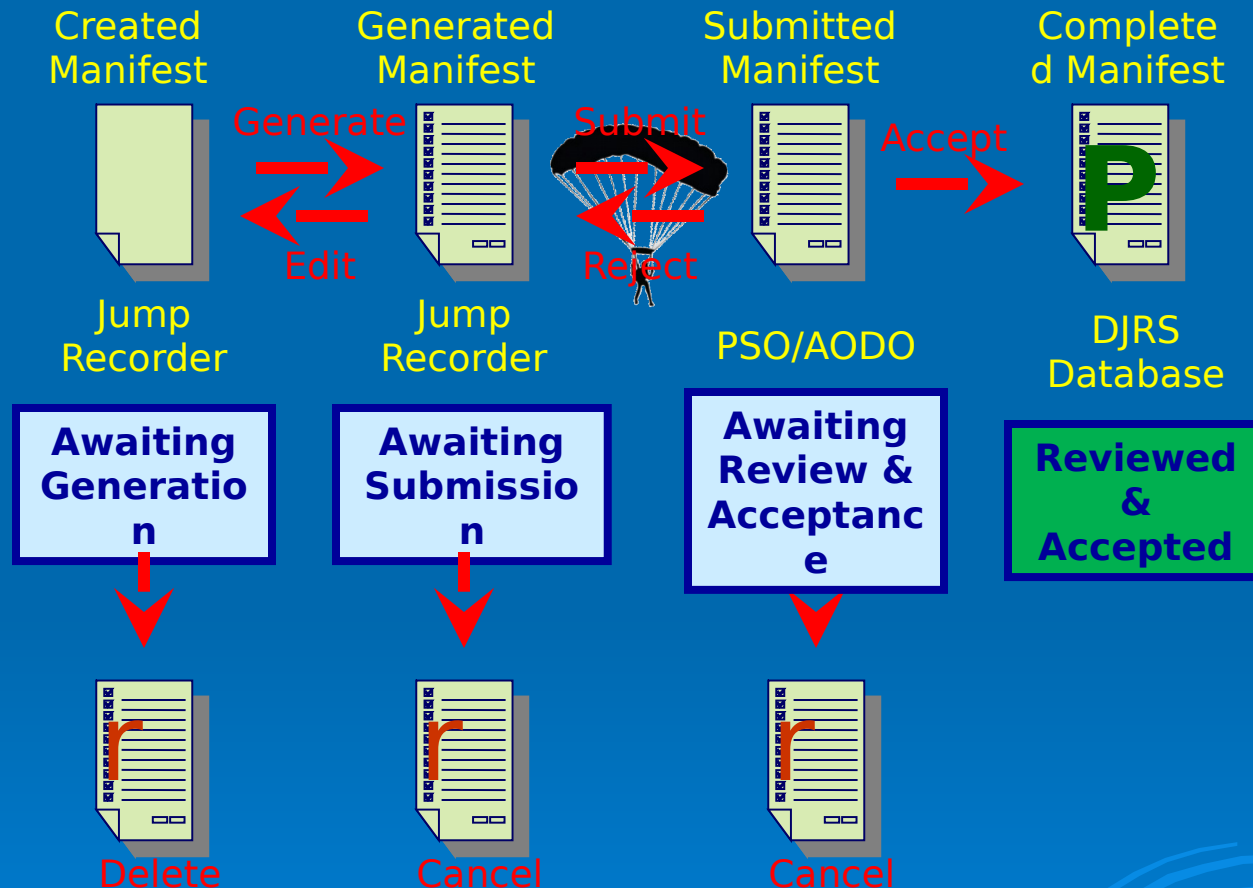 Created
Manifest
Generated
Manifest
Submitted
Manifest
Complete
d Manifest
Generate
Submit
Accept
P
Edit
Reject
Jump
Recorder
Jump
Recorder
PSO/AODO
DJRS
Database
Awaiting
Generatio
n
Awaiting
Submissio
n
Awaiting
Review &
Acceptanc
e
Reviewed
&
Accepted
r
r
r
Delete
Cancel
Cancel